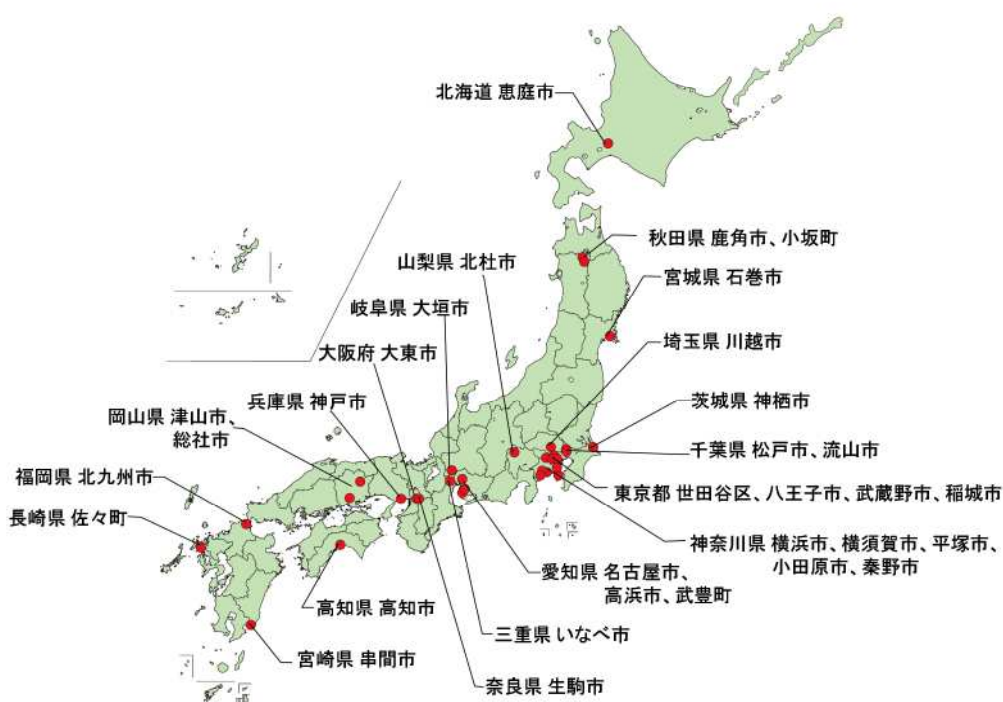 北海道 恵庭市
秋田県 鹿角市、小坂町
山梨県 北杜市
宮城県 石巻市
岐阜県 大垣市
埼玉県 川越市
大阪府 大東市
兵庫県 神戸市
茨城県 神栖市
岡山県 津山市、
総社市
千葉県 松戸市、流山市
福岡県 北九州市
東京都 世田谷区、八王子市、武蔵野市、稲城市
長崎県 佐々町
神奈川県 横浜市、横須賀市、平塚市、
小田原市、秦野市
愛知県 名古屋市、
高浜市、武豊町
高知県 高知市
三重県 いなべ市
宮崎県 串間市
奈良県 生駒市